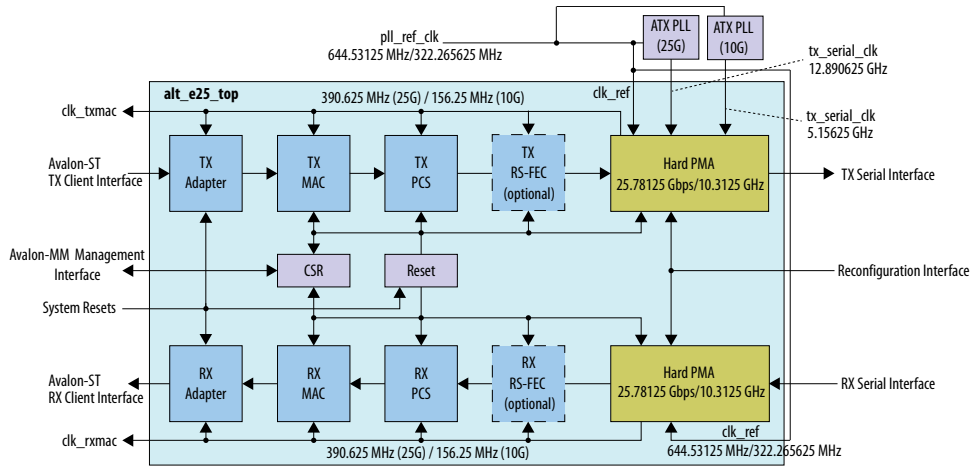 pll_ref_clk
644.53125 MHz/322.265625 MHz
ATX PLL
(25G)
ATX PLL
(10G)
tx_serial_clk
12.890625 GHz
tx_serial_clk
5.15625 GHz
alt_e25_top
390.625 MHz (25G) / 156.25 MHz (10G)
clk_ref
clk_txmac
Avalon-ST
TX Client Interface
TX
Adapter
TX
MAC
TX
PCS
TX
RS-FEC
(optional)
Hard PMA
25.78125 Gbps/10.3125 GHz
TX Serial Interface
Avalon-MM Management
Interface
CSR
Reset
Reconfiguration Interface
System Resets
Avalon-ST
RX Client Interface
RX
Adapter
RX
MAC
RX
PCS
RX
RS-FEC
(optional)
Hard PMA
25.78125 Gbps/10.3125 GHz
RX Serial Interface
clk_rxmac
390.625 MHz (25G) / 156.25 MHz (10G)
clk_ref
644.53125 MHz/322.265625 MHz